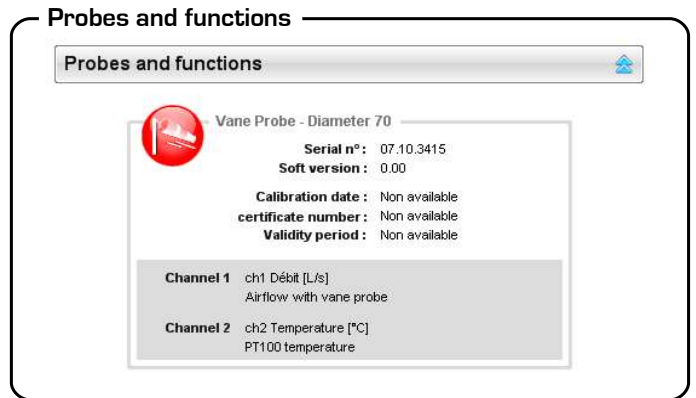 Probes and functions
Probes and functions
Vane Probe - Diameter 70
Serial n° : 07.10.3415
Soft version : 0.00
Calibration date : Non available
certificate number : Non available
Validity period : Non available
Channel 1 ch1 Débit [L/s]
Airflow with vane probe
Channel 2 ch2 Temperature [°C]
PT100 temperature